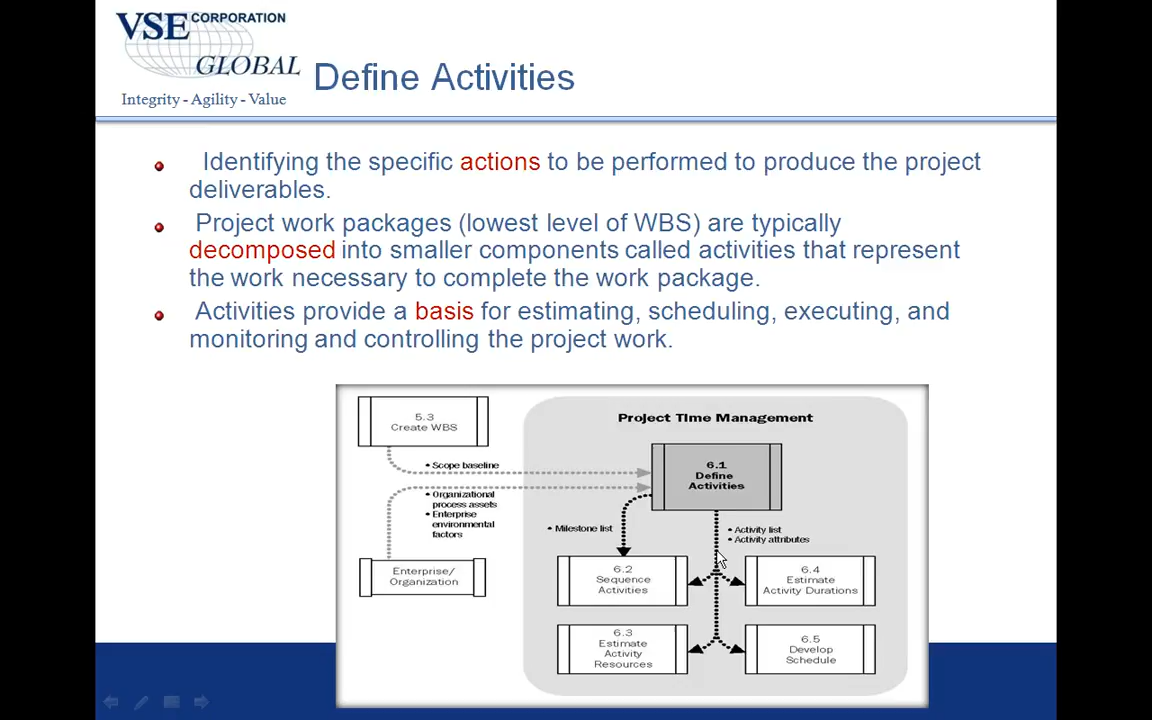 VSE CORPORATION
GLOBAL
Integrity - Agility - Value
Define Activities
Identifying the specific actions to be performed to produce the project
deliverables.
Project work packages (lowest level of WBS) are typically
decomposed into smaller components called activities that represent
the work necessary to complete the work package.
Activities provide a basis for estimating, scheduling, executing, and
monitoring and controlling the project work.
5.3
Create WBS
Project Time Management
• Scope baseline
6.1
Define
Activities
• Organizational
process assets
• Enterprise
environmental
factors
• Milestone list
• Activity list
• Activity attributes
Enterprise/
Organization
6.2
Sequence
Activities
6.4
Estimate
Activity Durations
6.3
Estimate
Activity
Resources
6.5
Develop
Schedule